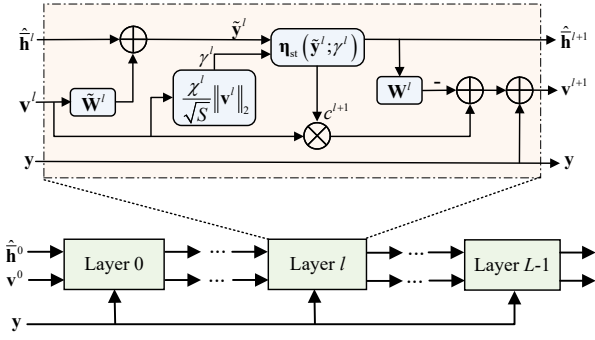 ĥ̄^l ỹ^l η_st(ỹ^l;γ^l) ĥ̄^{l+1}
γ^l
v^l W̃^l χ^l/√S ‖v^l‖_2 W^l - v^{l+1}
c^{l+1}
y y
ĥ̄^0 Layer 0 ... Layer l ... Layer L-1
v^0 ... ...
y